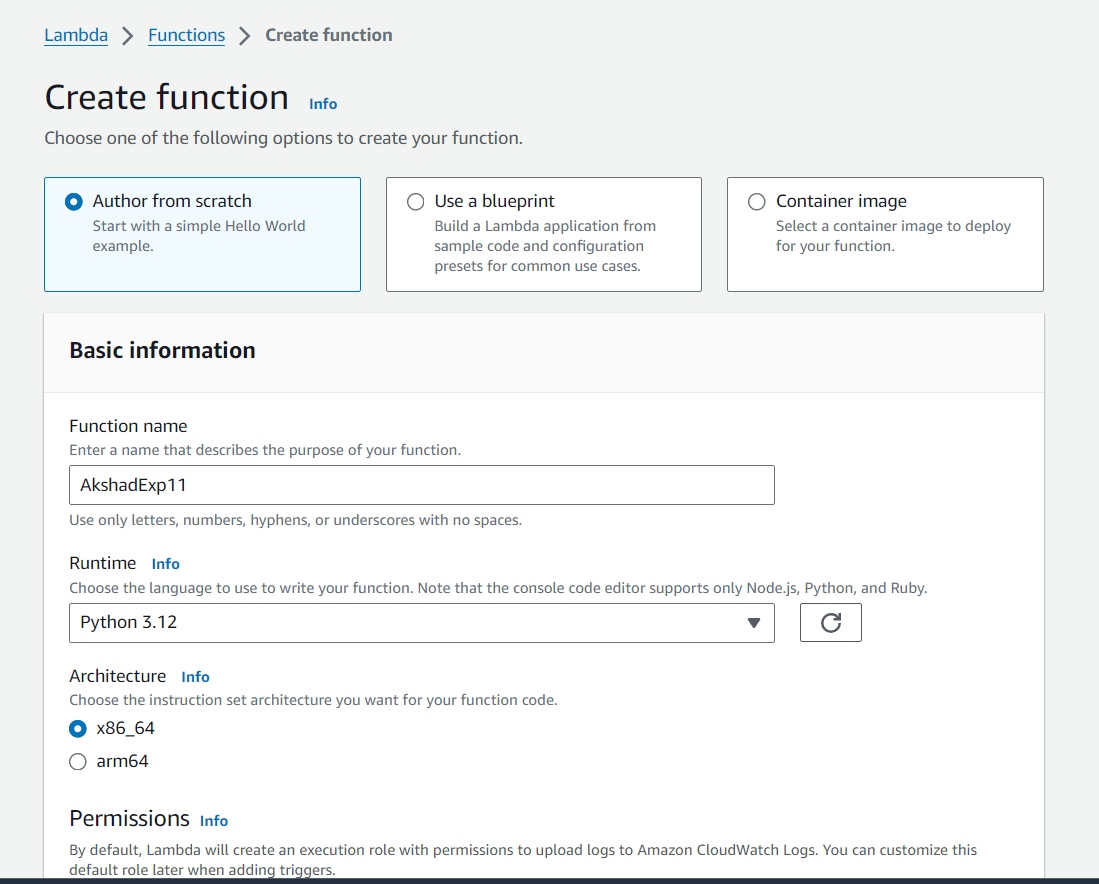 Lambda > Functions > Create function
Create function Info
Choose one of the following options to create your function.
Author from scratch
Start with a simple Hello World
example.
Use a blueprint
Build a Lambda application from
sample code and configuration
presets for common use cases.
Container image
Select a container image to deploy
for your function.
Basic information
Function name
Enter a name that describes the purpose of your function.
AkshadExp11
Use only letters, numbers, hyphens, or underscores with no spaces.
Runtime Info
Choose the language to use to write your function. Note that the console code editor supports only Node.js, Python, and Ruby.
Python 3.12
Architecture Info
Choose the instruction set architecture you want for your function code.
x86_64
arm64
Permissions Info
By default, Lambda will create an execution role with permissions to upload logs to Amazon CloudWatch Logs. You can customize this
default role later when adding triggers.